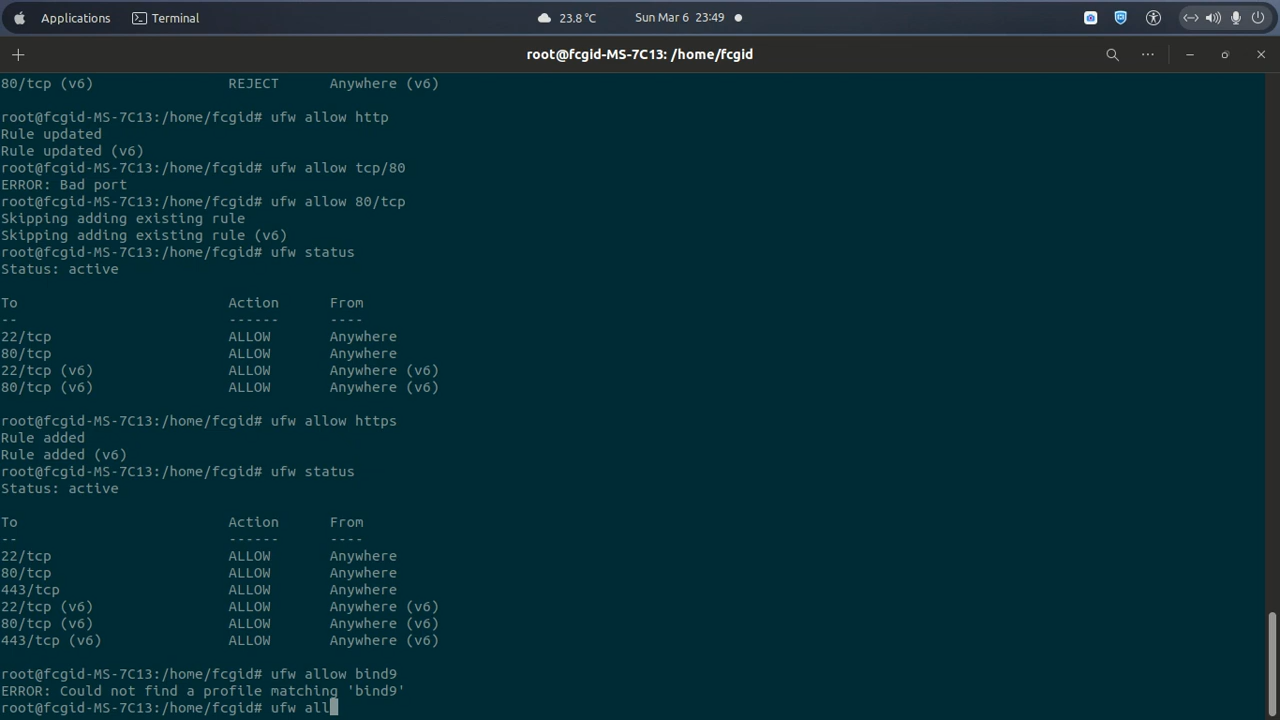 Applications Terminal 23.8 °C Sun Mar 6 23:49
root@fcgid-MS-7C13: /home/fcgid
80/tcp (v6) REJECT Anywhere (v6)
root@fcgid-MS-7C13:/home/fcgid# ufw allow http
Rule updated
Rule updated (v6)
root@fcgid-MS-7C13:/home/fcgid# ufw allow tcp/80
ERROR: Bad port
root@fcgid-MS-7C13:/home/fcgid# ufw allow 80/tcp
Skipping adding existing rule
Skipping adding existing rule (v6)
root@fcgid-MS-7C13:/home/fcgid# ufw status
Status: active
To Action From
-- ------ ----
22/tcp ALLOW Anywhere
80/tcp ALLOW Anywhere
22/tcp (v6) ALLOW Anywhere (v6)
80/tcp (v6) ALLOW Anywhere (v6)
root@fcgid-MS-7C13:/home/fcgid# ufw allow https
Rule added
Rule added (v6)
root@fcgid-MS-7C13:/home/fcgid# ufw status
Status: active
To Action From
-- ------ ----
22/tcp ALLOW Anywhere
80/tcp ALLOW Anywhere
443/tcp ALLOW Anywhere
22/tcp (v6) ALLOW Anywhere (v6)
80/tcp (v6) ALLOW Anywhere (v6)
443/tcp (v6) ALLOW Anywhere (v6)
root@fcgid-MS-7C13:/home/fcgid# ufw allow bind9
ERROR: Could not find a profile matching 'bind9'
root@fcgid-MS-7C13:/home/fcgid# ufw all